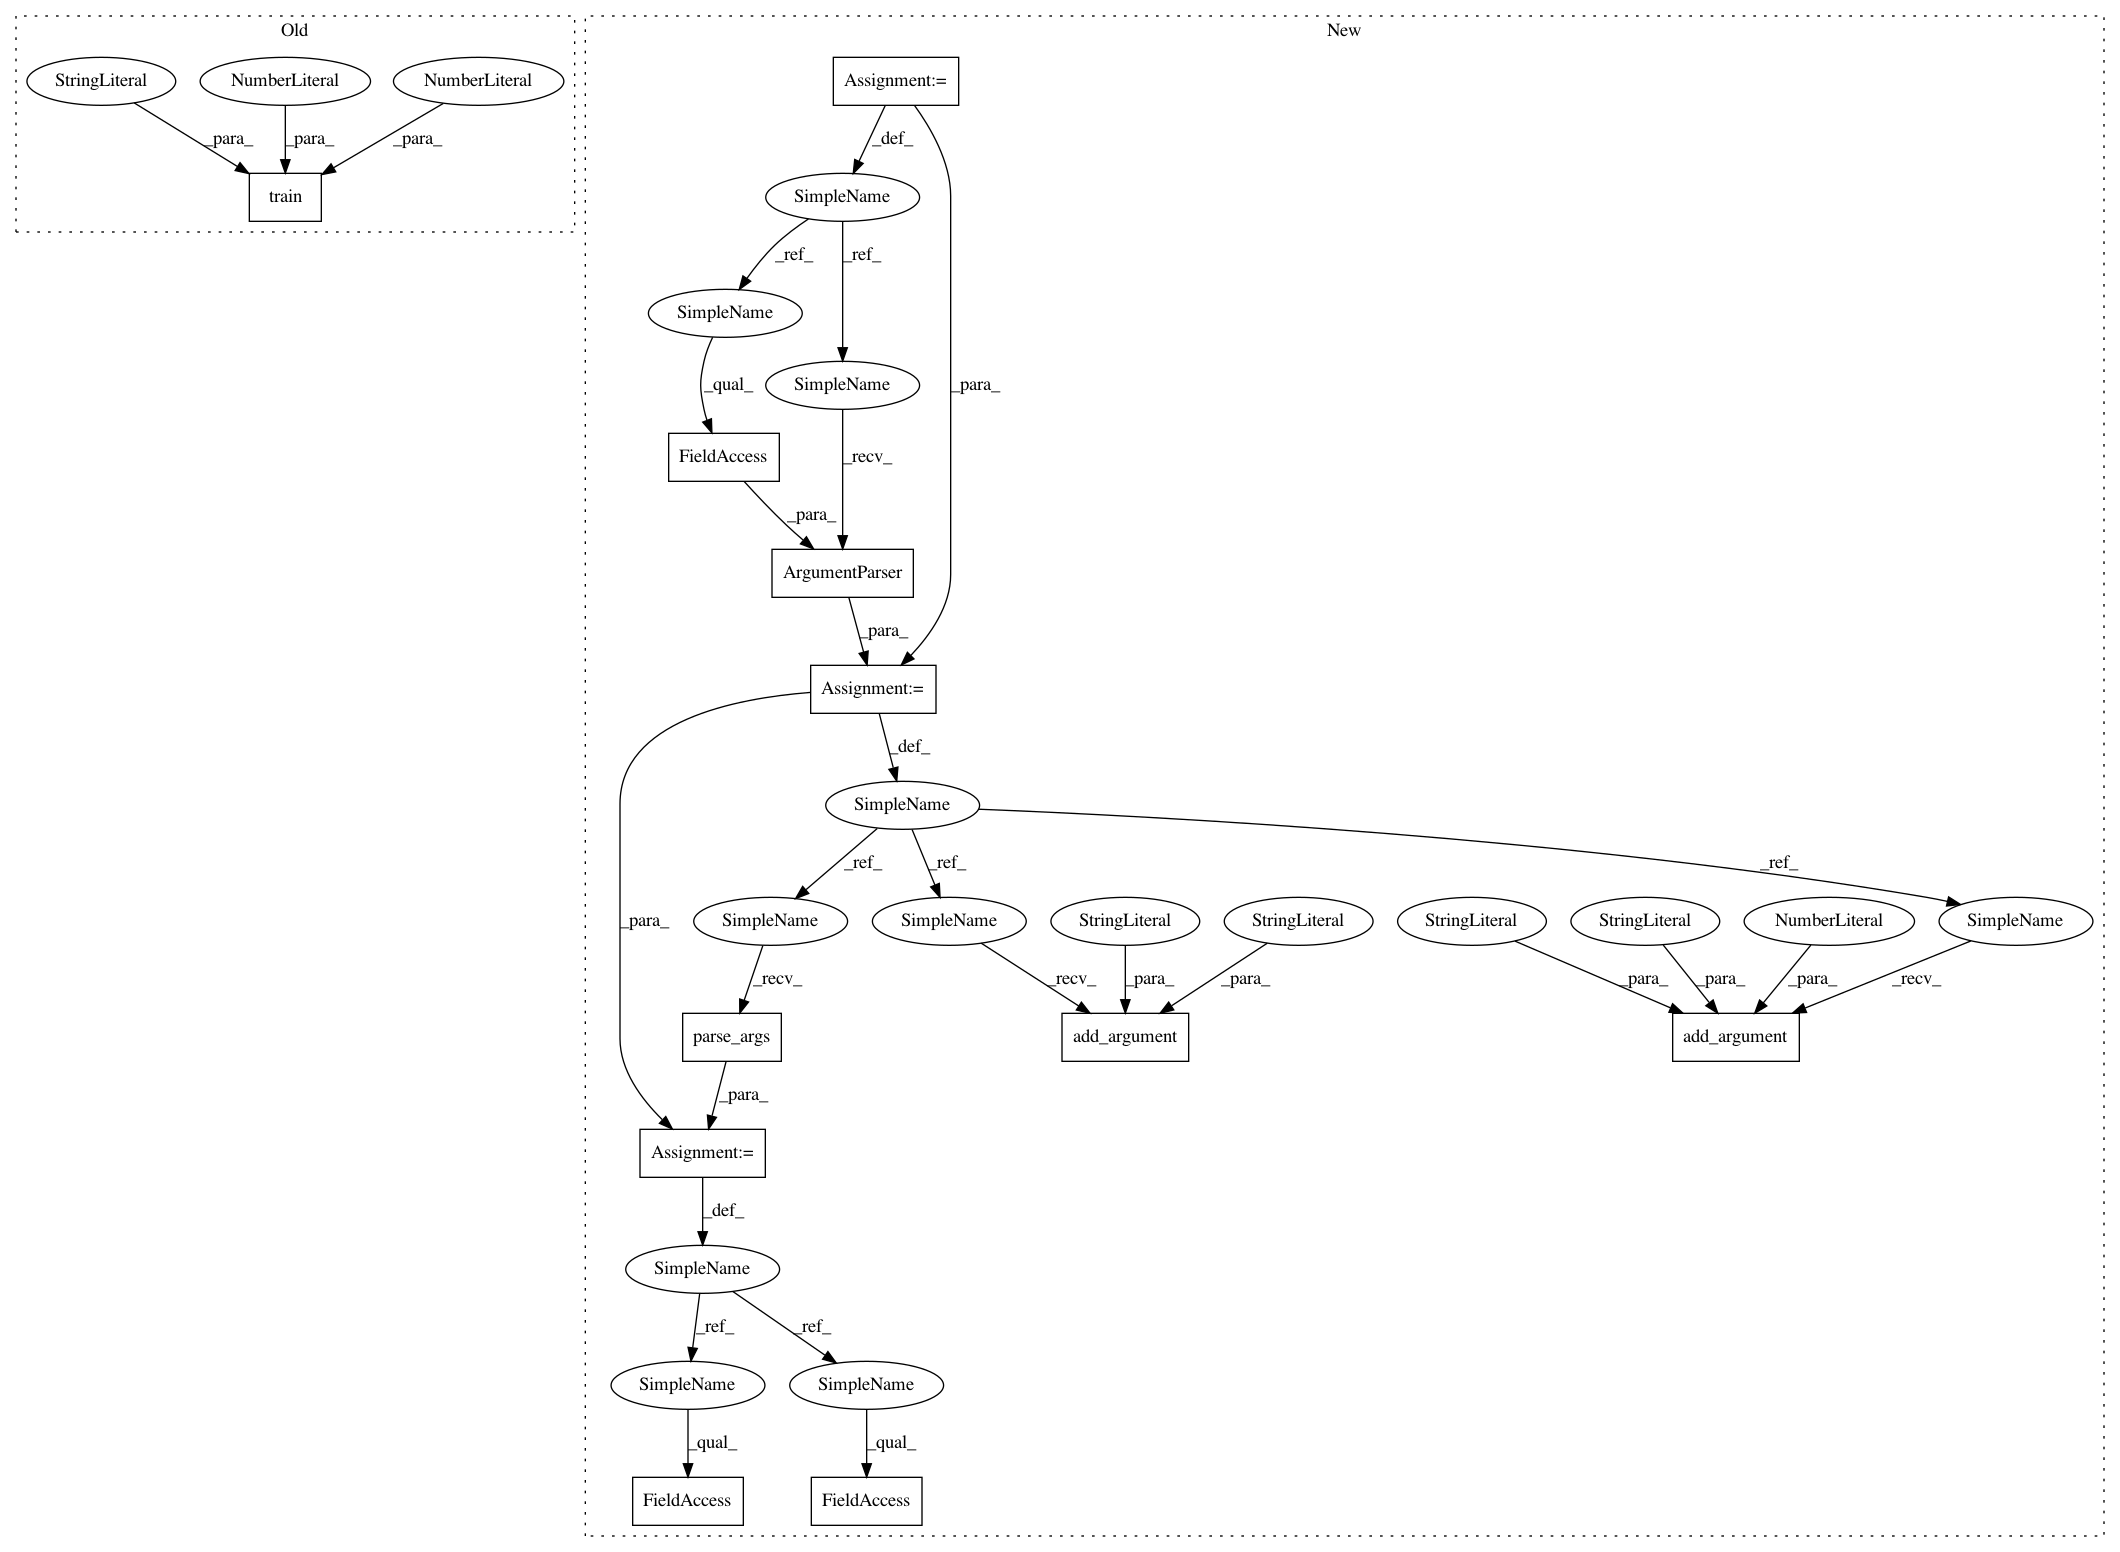 Old
New
StringLiteral
NumberLiteral
NumberLiteral
Assignment:=
_para_
_para_
_para_
_def_
train
SimpleName
_ref_
_ref_
SimpleName
SimpleName
_qual_
_para_
FieldAccess
_recv_
_para_
ArgumentParser
_para_
Assignment:=
_def_
SimpleName
_ref_
_ref_
_ref_
_para_
SimpleName
SimpleName
StringLiteral
StringLiteral
StringLiteral
StringLiteral
NumberLiteral
SimpleName
_recv_
_recv_
_para_
_para_
_para_
_para_
_para_
_recv_
parse_args
add_argument
add_argument
_para_
Assignment:=
_def_
SimpleName
_ref_
_ref_
SimpleName
SimpleName
_qual_
_qual_
FieldAccess
FieldAccess